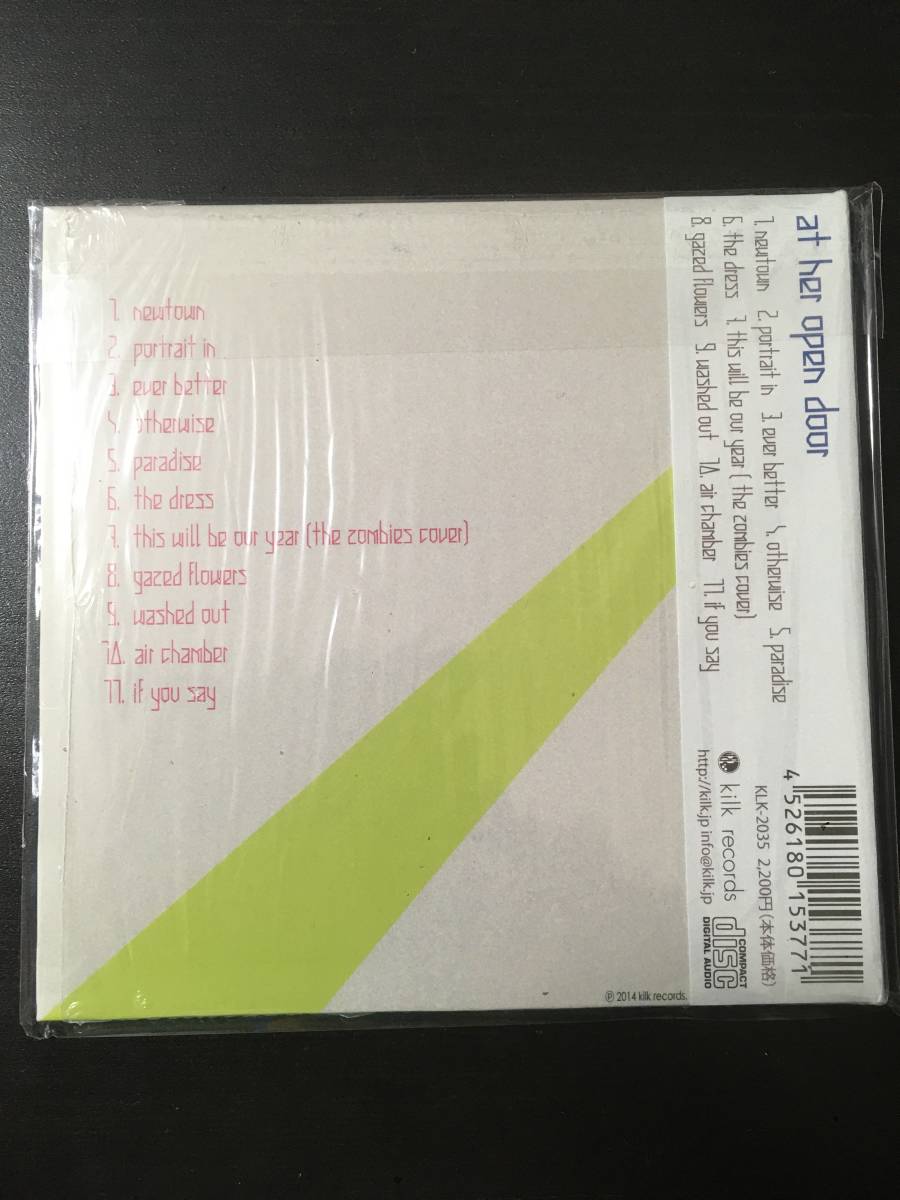 1. newtown
2. portrait in
3. ever better
4. otherwise
5. paradise
6. the dress
7. this will be our year (the zombies cover)
8. gazed flowers
9. washed out
10. air chamber
11. if you say
℗ 2014 kilk records.
at her open door
1. newtown 2. portrait in 3. ever better 4. otherwise 5. paradise
6. the dress 7. this will be our year ( the zombies cover)
8. gazed flowers 9. washed out 10. air chamber 11. if you say
4 526180 153771
KLK-2035 2,200円(本体価格)
kilk records
http://kilk.jp info@kilk.jp
COMPACT
disc
DIGITAL AUDIO